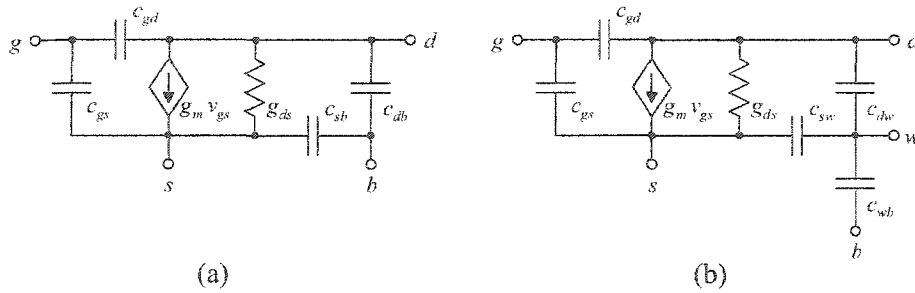 c_gd
g
d
c_gs
g_m v_gs
g_ds
c_sb
c_db
s
b
(a)
c_gd
g
d
c_gs
g_m v_gs
g_ds
c_sw
c_dw
w
s
c_wb
b
(b)